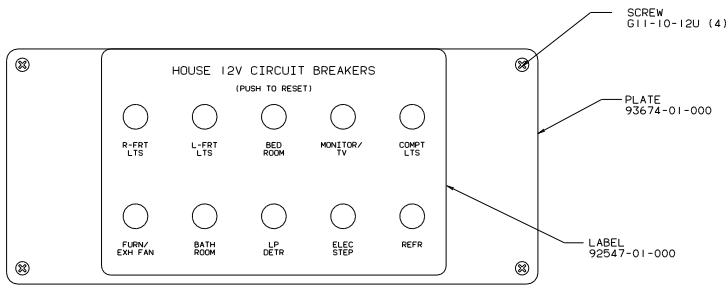 SCREW
G11-10-12U (4)
HOUSE 12V CIRCUIT BREAKERS
(PUSH TO RESET)
PLATE
93674-01-000
R-FRT
LTS
L-FRT
LTS
BED
ROOM
MONITOR/
TV
COMPT
LTS
FURN/
EXH FAN
BATH
ROOM
LP
DETR
ELEC
STEP
REFR
LABEL
92547-01-000